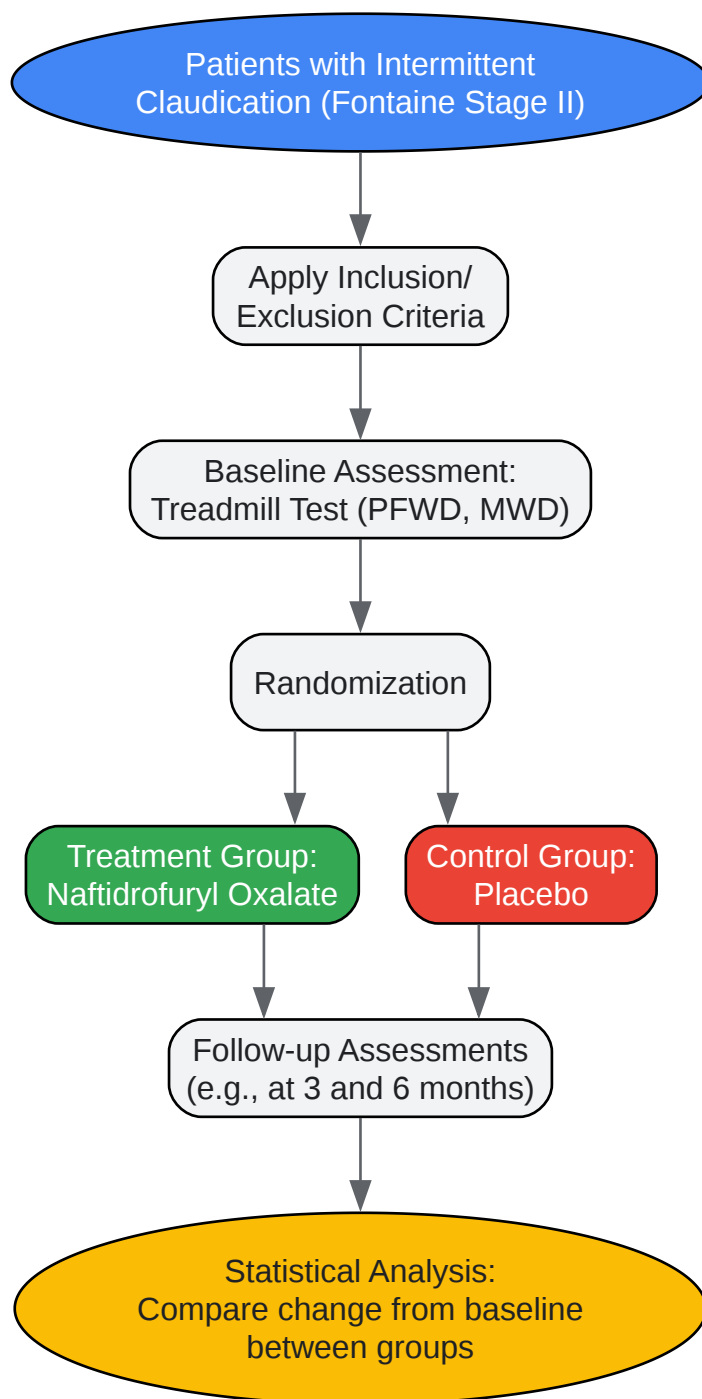 Patients with Intermittent
Claudication (Fontaine Stage II)
Apply Inclusion/
Exclusion Criteria
Baseline Assessment:
Treadmill Test (PFWD, MWD)
Randomization
Treatment Group:
Naftidrofuryl Oxalate
Control Group:
Placebo
Follow-up Assessments
(e.g., at 3 and 6 months)
Statistical Analysis:
Compare change from baseline
between groups